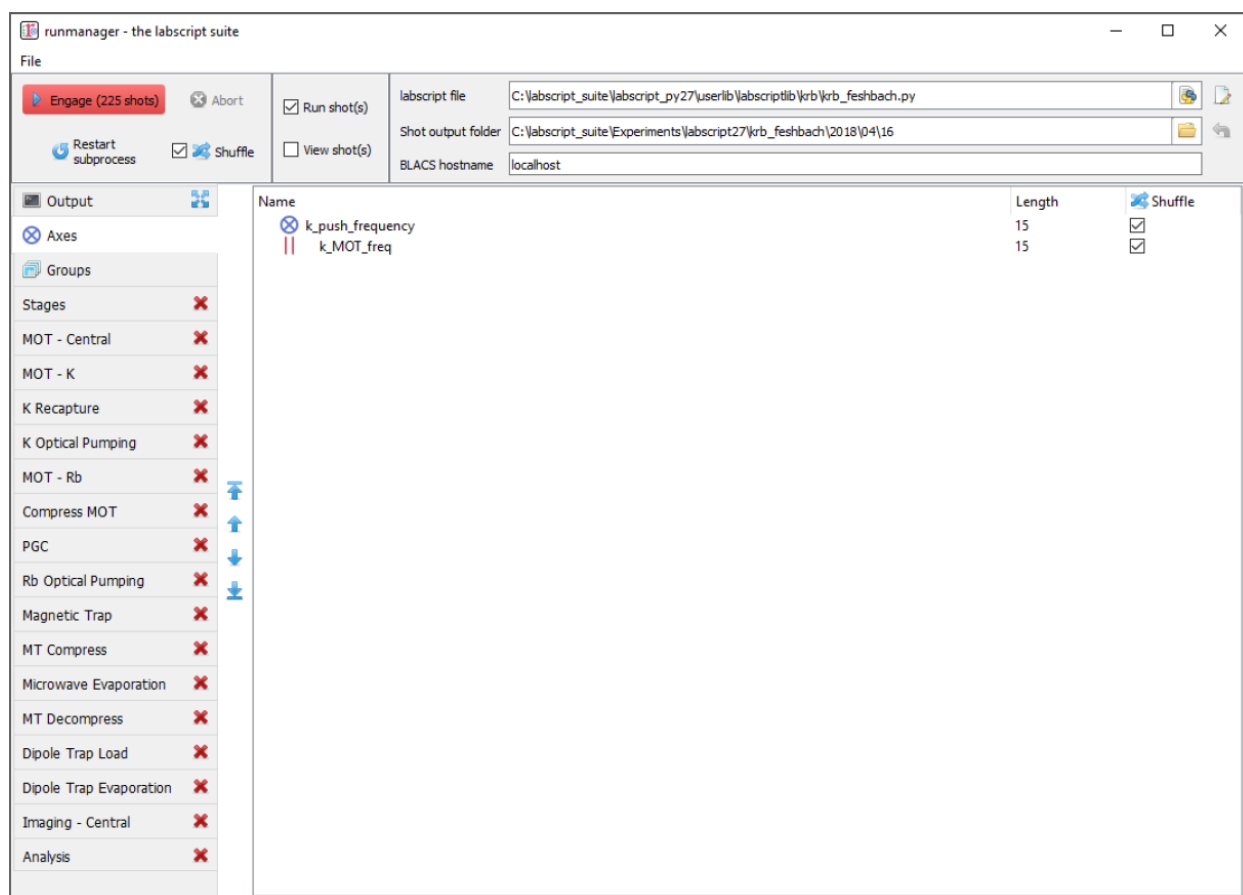 runmanager - the labscript suite
File
Engage (225 shots)
Abort
Restart
subprocess
Shuffle
Run shot(s)
View shot(s)
labscript file
C:\labscript_suite\labscript_py27\userlib\labscriptlib\krb\krb_feshbach.py
Shot output folder
C:\labscript_suite\Experiments\labscript27\krb_feshbach\2018\04\16
BLACS hostname
localhost
Output
Axes
Groups
Stages
MOT - Central
MOT - K
K Recapture
K Optical Pumping
MOT - Rb
Compress MOT
PGC
Rb Optical Pumping
Magnetic Trap
MT Compress
Microwave Evaporation
MT Decompress
Dipole Trap Load
Dipole Trap Evaporation
Imaging - Central
Analysis
Name Length Shuffle
k_push_frequency 15
k_MOT_freq 15